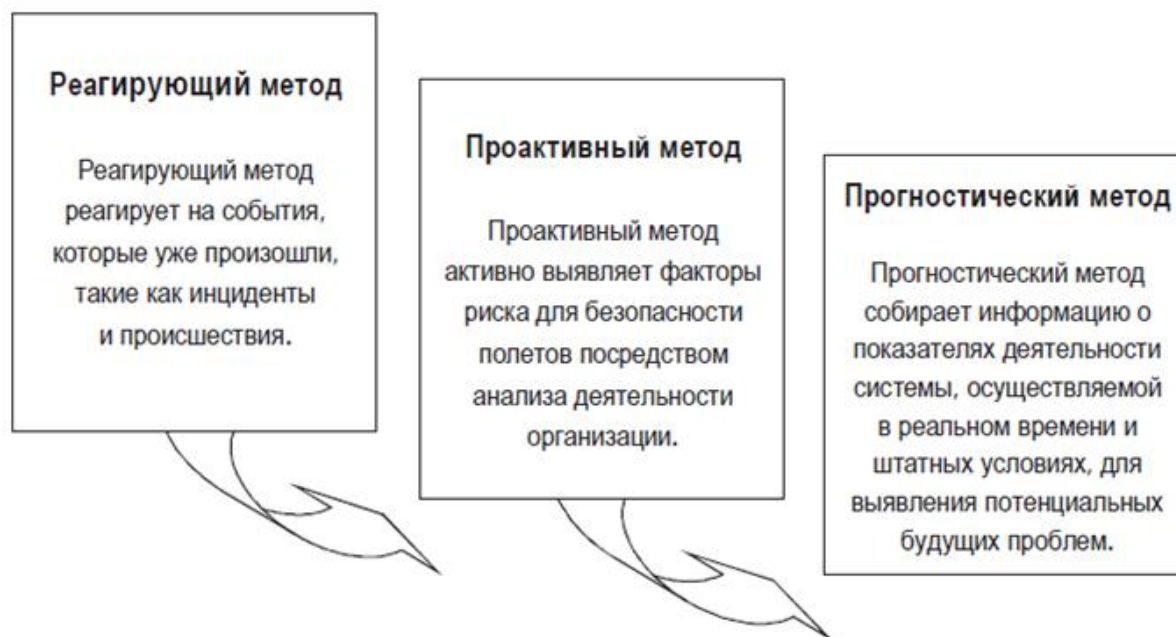 Реагирующий метод
Реагирующий метод
реагирует на события,
которые уже произошли,
такие как инциденты
и происшествия.
Проактивный метод
Проактивный метод
активно выявляет факторы
риска для безопасности
полетов посредством
анализа деятельности
организации.
Прогностический метод
Прогностический метод
собирает информацию о
показателях деятельности
системы, осуществляемой
в реальном времени и
штатных условиях, для
выявления потенциальных
будущих проблем.